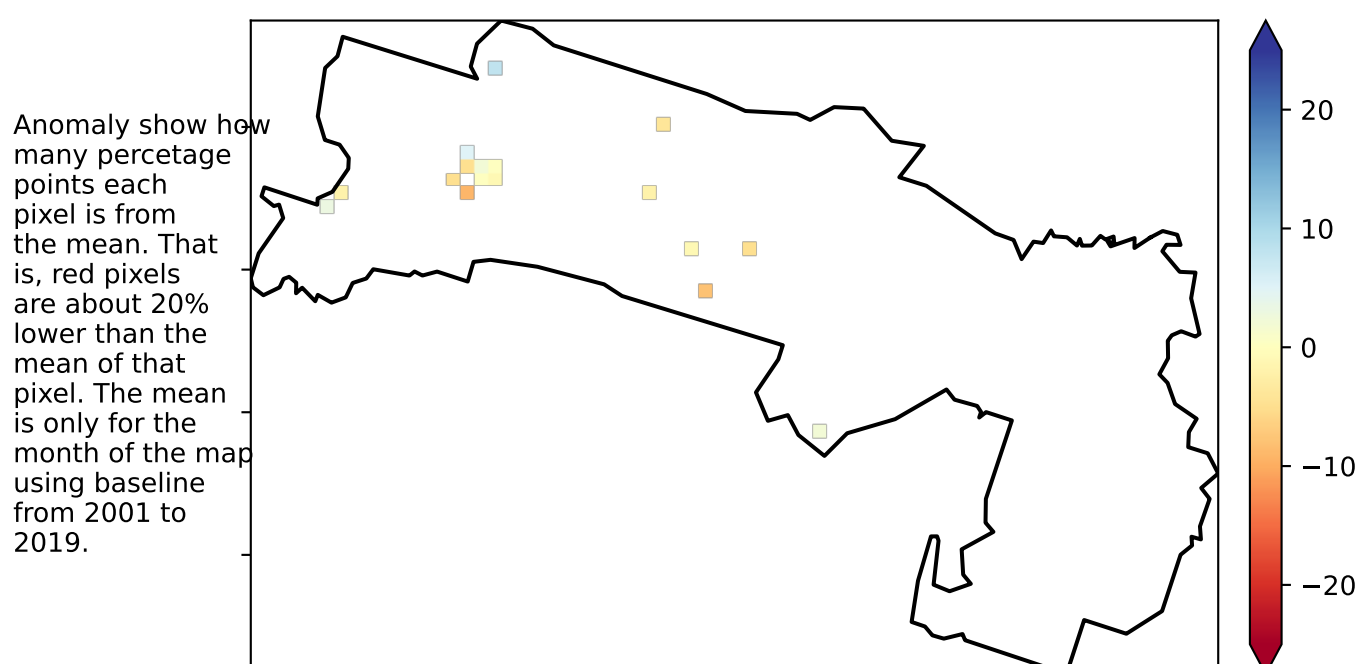 Anomaly show how
many percetage
points each
pixel is from
the mean. That
is, red pixels
are about 20%
lower than the
mean of that
pixel. The mean
is only for the
month of the map
using baseline
from 2001 to
2019.
20
10
0
−10
−20